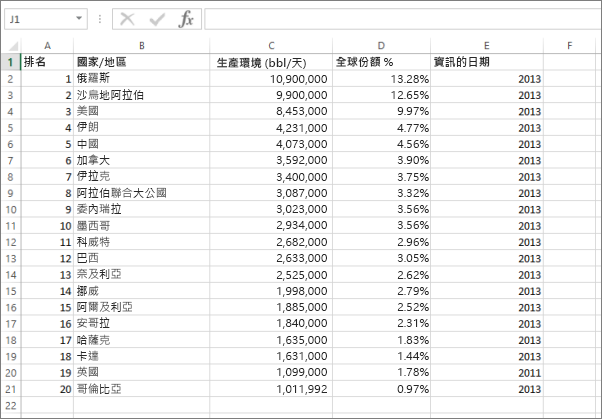 J1 fx
A B C D E F
1 排名 國家/地區 生產環境 (bbl/天) 全球份額 % 資訊的日期
2 1 俄羅斯 10,900,000 13.28% 2013
3 2 沙烏地阿拉伯 9,900,000 12.65% 2013
4 3 美國 8,453,000 9.97% 2013
5 4 伊朗 4,231,000 4.77% 2013
6 5 中國 4,073,000 4.56% 2013
7 6 加拿大 3,592,000 3.90% 2013
8 7 伊拉克 3,400,000 3.75% 2013
9 8 阿拉伯聯合大公國 3,087,000 3.32% 2013
10 9 委內瑞拉 3,023,000 3.56% 2013
11 10 墨西哥 2,934,000 3.56% 2013
12 11 科威特 2,682,000 2.96% 2013
13 12 巴西 2,633,000 3.05% 2013
14 13 奈及利亞 2,525,000 2.62% 2013
15 14 挪威 1,998,000 2.79% 2013
16 15 阿爾及利亞 1,885,000 2.52% 2013
17 16 安哥拉 1,840,000 2.31% 2013
18 17 哈薩克 1,635,000 1.83% 2013
19 18 卡達 1,631,000 1.44% 2013
20 19 英國 1,099,000 1.78% 2011
21 20 哥倫比亞 1,011,992 0.97% 2013
22